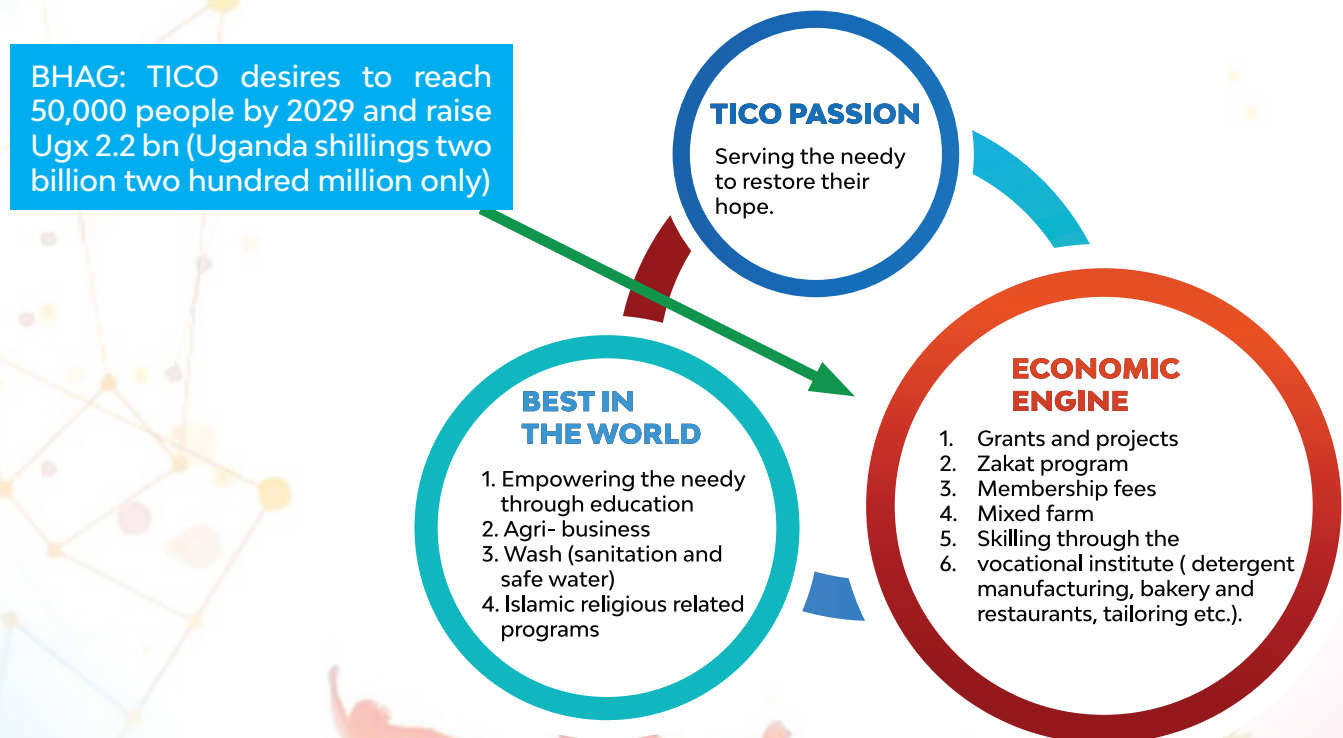 BHAG: TICO desires to reach
50,000 people by 2029 and raise
Ugx 2.2 bn (Uganda shillings two
billion two hundred million only)
TICO PASSION
Serving the needy
to restore their
hope.
BEST IN
THE WORLD
1. Empowering the needy
through education
2. Agri- business
3. Wash (sanitation and
safe water)
4. Islamic religious related
programs
ECONOMIC
ENGINE
1. Grants and projects
2. Zakat program
3. Membership fees
4. Mixed farm
5. Skilling through the
6. vocational institute ( detergent
manufacturing, bakery and
restaurants, tailoring etc.).